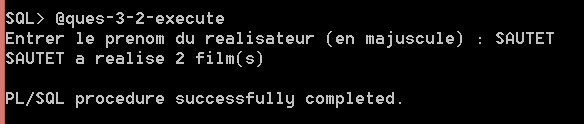 SQL> @ques-3-2-execute
Entrer le prenom du realisateur (en majuscule) : SAUTET
SAUTET a realise 2 film(s)
PL/SQL procedure successfully completed.